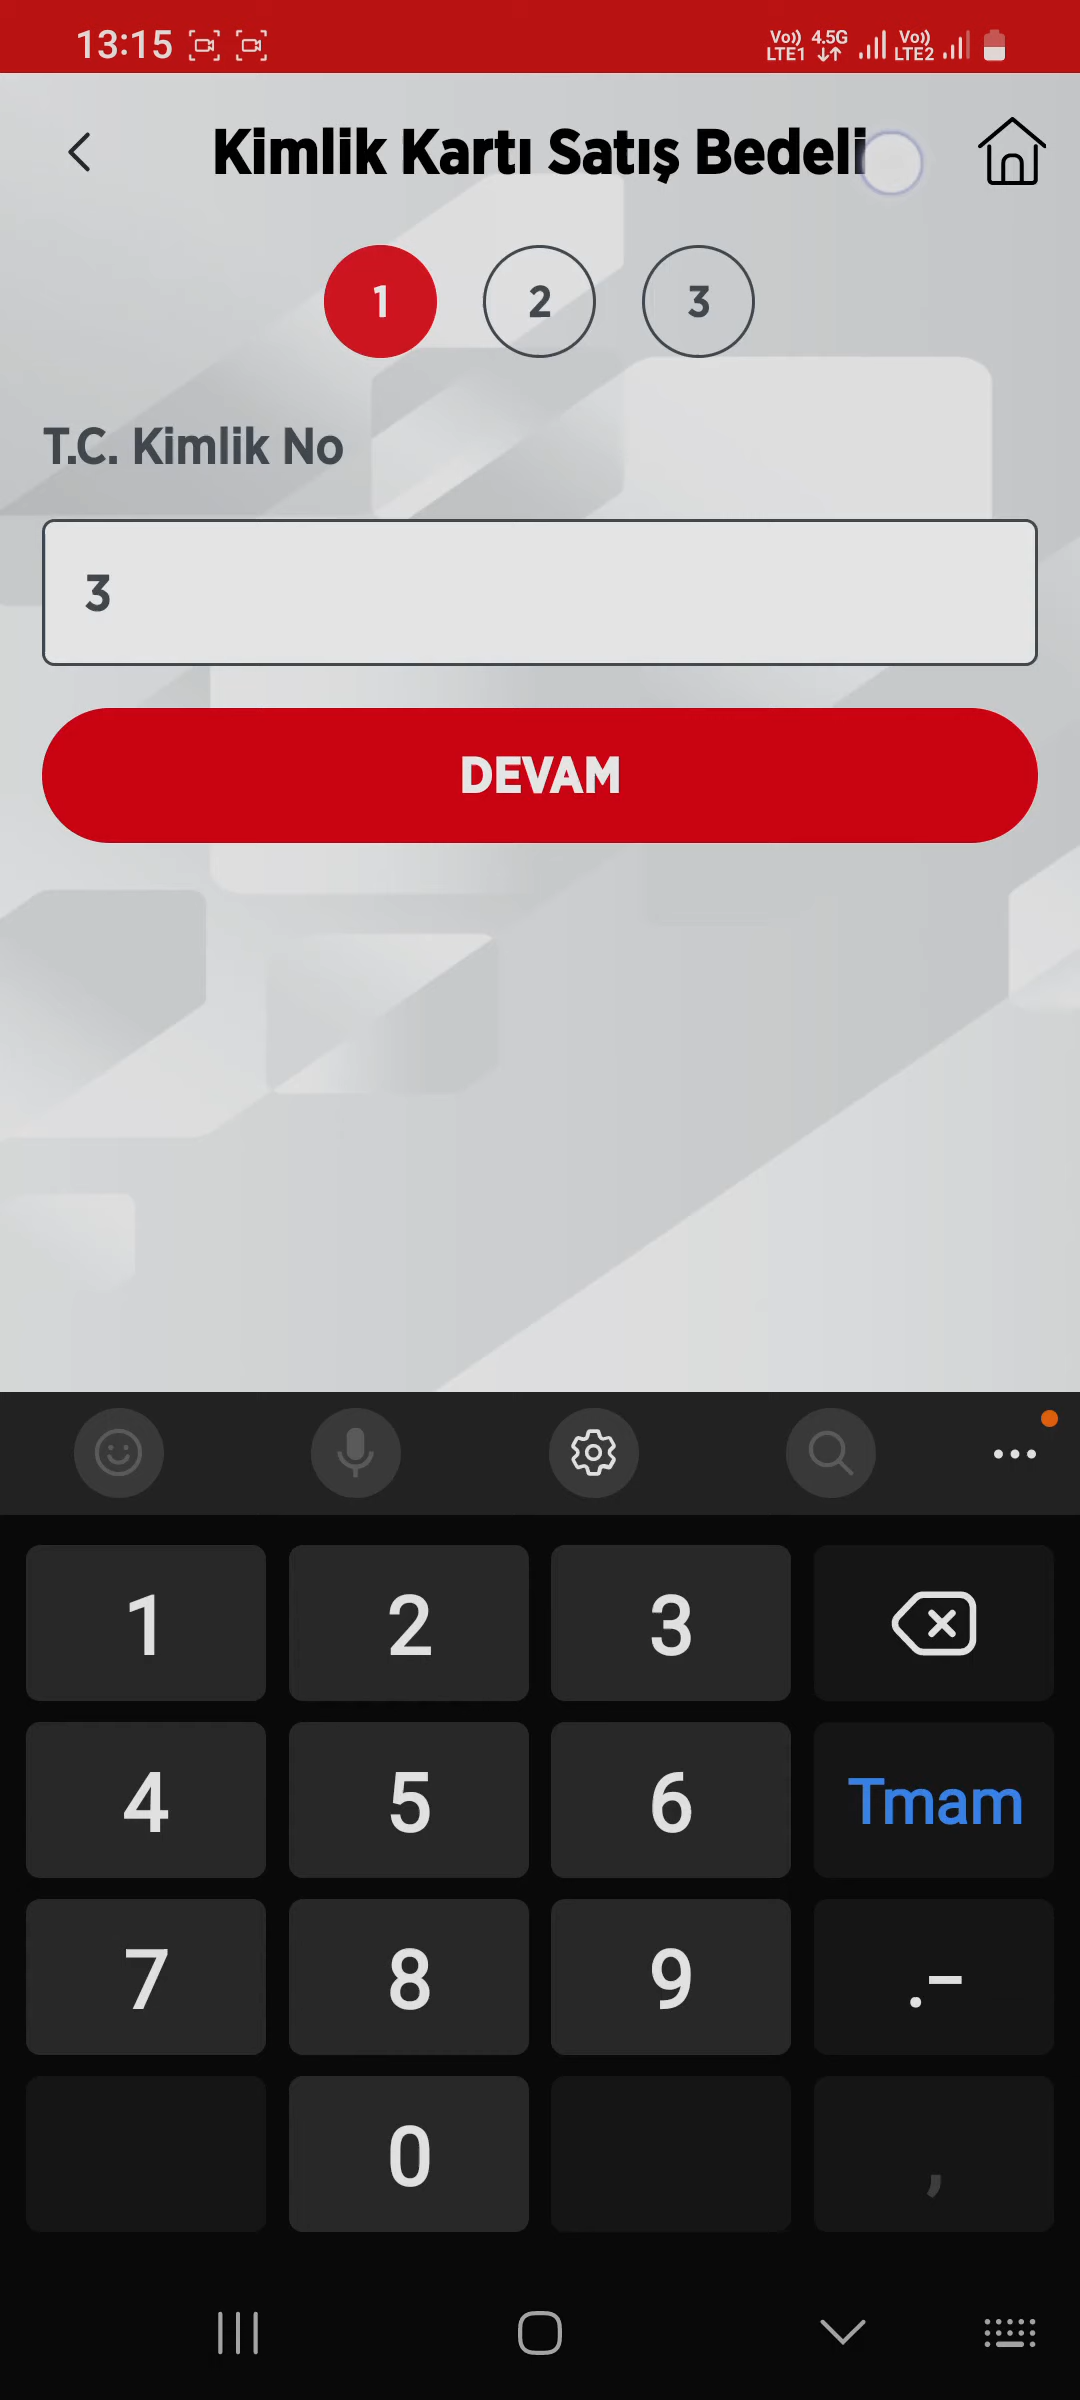 13:15
Vo)) 4.5G Vo))
LTE1 LTE2
Kimlik Kartı Satış Bedeli
1 2 3
T.C. Kimlik No
3
DEVAM
1 2 3
4 5 6 Tmam
7 8 9 .-
0 ,